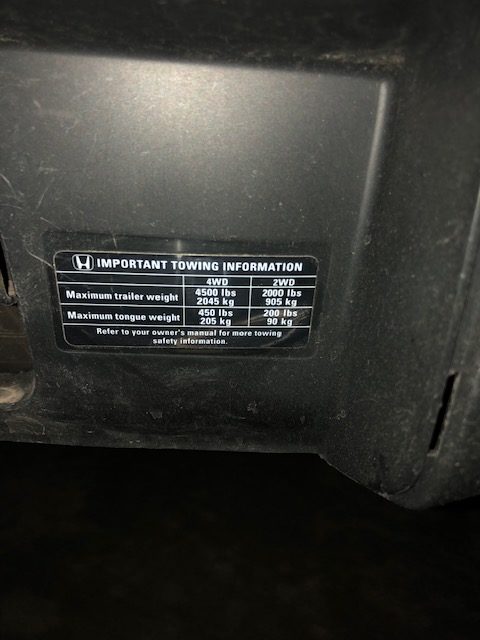 IMPORTANT TOWING INFORMATION
4WD 2WD
Maximum trailer weight 4500 lbs 2045 kg 2000 lbs 905 kg
Maximum tongue weight 450 lbs 205 kg 200 lbs 90 kg
Refer to your owner's manual for more towing
safety information.